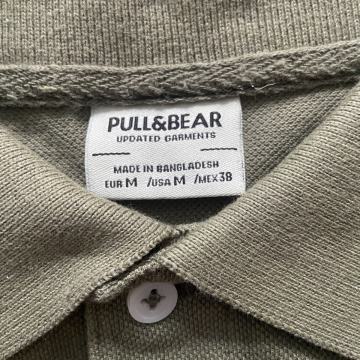 PULL&BEAR
UPDATED GARMENTS
MADE IN BANGLADESH
EUR M /USA M /MEX 38